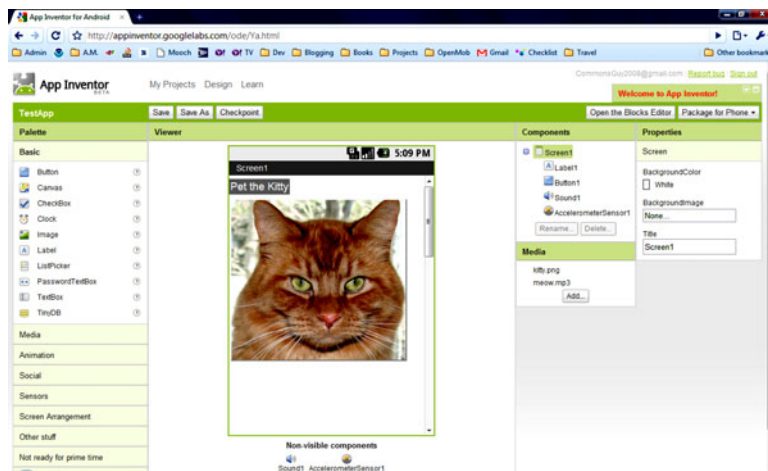 App Inventor for Android
http://appinventor.googlelabs.com/ode/Ya.html
Admin
A.M.
Mooch
TV
Dev
Blogging
Books
Projects
OpenMob
Gmail
Checklist
Travel
Other bookmark
App Inventor
BETA
My Projects Design Learn
CommonsGuy2008@gmail.com Report bug Sign out
Welcome to App Inventor!
TestApp
Save
Save As
Checkpoint
Open the Blocks Editor
Package for Phone
Palette
Basic
Button
Canvas
CheckBox
Clock
Image
Label
ListPicker
PasswordTextBox
TextBox
TinyDB
Media
Animation
Social
Sensors
Screen Arrangement
Other stuff
Not ready for prime time
Viewer
5:09 PM
Screen1
Pet the Kitty
Non-visible components
Sound1 AccelerometerSensor1
Components
Screen1
Label1
Button1
Sound1
AccelerometerSensor1
Rename...
Delete...
Media
kitty.png
meow.mp3
Add...
Properties
Screen
BackgroundColor
White
BackgroundImage
None...
Title
Screen1